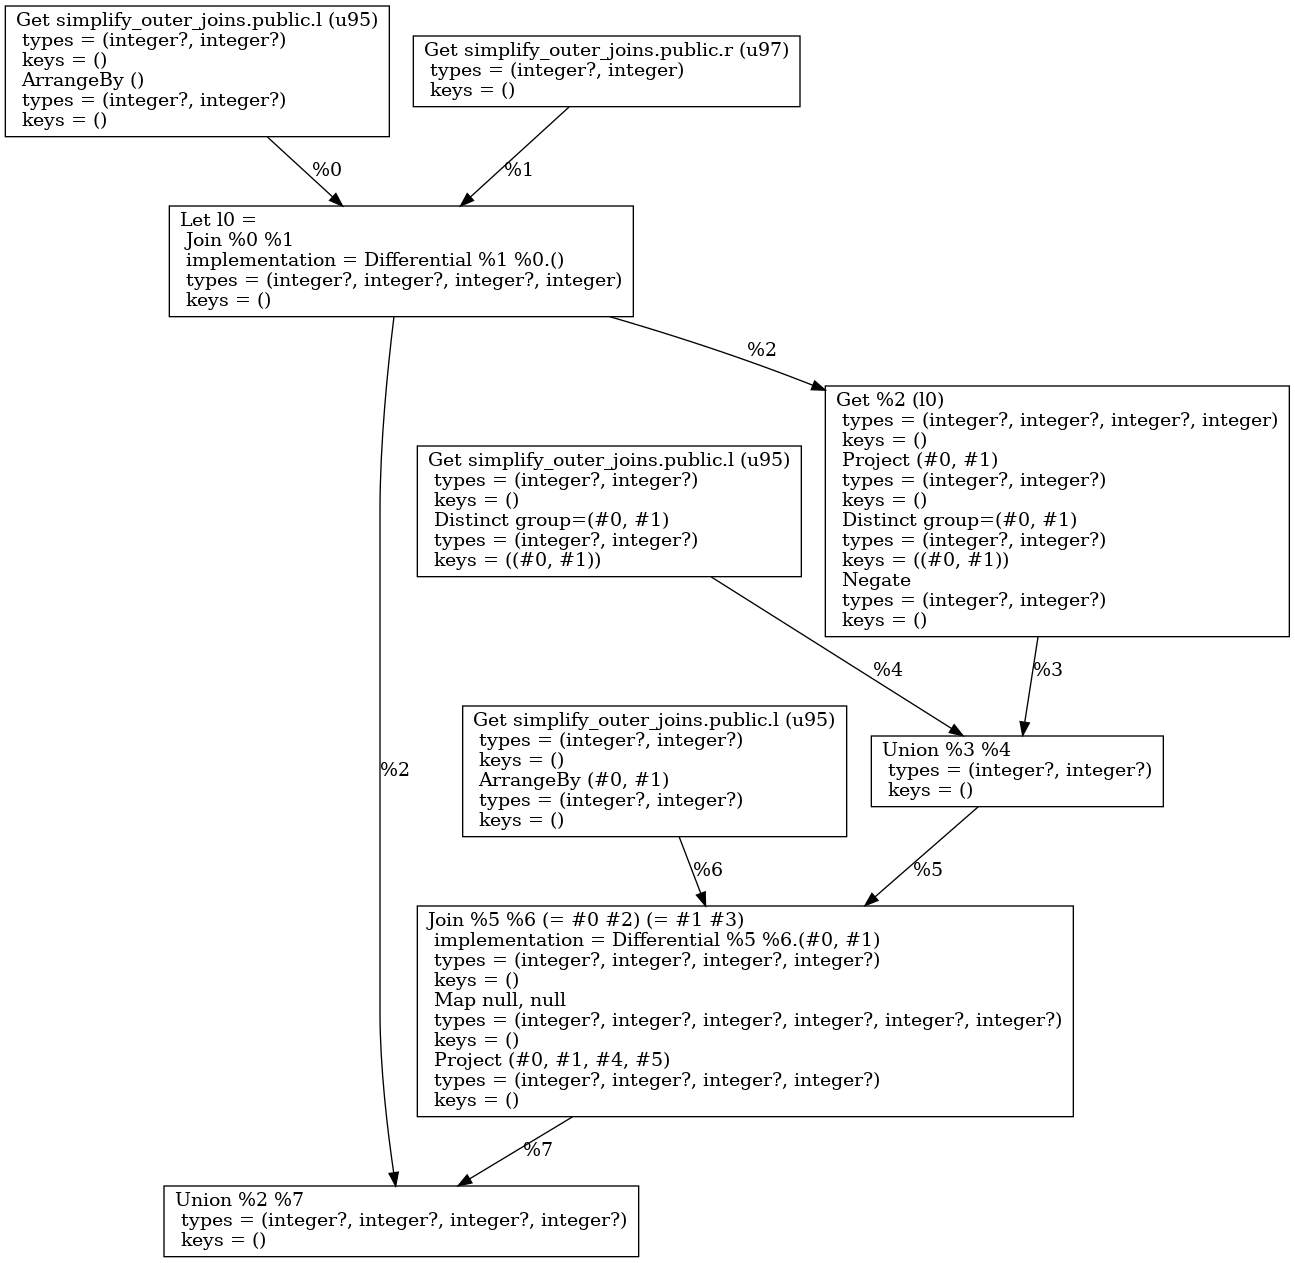 Get simplify_outer_joins.public.l (u95)
types = (integer?, integer?)
keys = ()
ArrangeBy ()
types = (integer?, integer?)
keys = ()
Get simplify_outer_joins.public.r (u97)
types = (integer?, integer)
keys = ()
%0
%1
Let l0 =
Join %0 %1
implementation = Differential %1 %0.()
types = (integer?, integer?, integer?, integer)
keys = ()
%2
Get %2 (l0)
types = (integer?, integer?, integer?, integer)
keys = ()
Project (#0, #1)
types = (integer?, integer?)
keys = ()
Distinct group=(#0, #1)
types = (integer?, integer?)
keys = ((#0, #1))
Negate
types = (integer?, integer?)
keys = ()
Get simplify_outer_joins.public.l (u95)
types = (integer?, integer?)
keys = ()
Distinct group=(#0, #1)
types = (integer?, integer?)
keys = ((#0, #1))
%4
%3
Get simplify_outer_joins.public.l (u95)
types = (integer?, integer?)
keys = ()
ArrangeBy (#0, #1)
types = (integer?, integer?)
keys = ()
Union %3 %4
types = (integer?, integer?)
keys = ()
%2
%6
%5
Join %5 %6 (= #0 #2) (= #1 #3)
implementation = Differential %5 %6.(#0, #1)
types = (integer?, integer?, integer?, integer?)
keys = ()
Map null, null
types = (integer?, integer?, integer?, integer?, integer?, integer?)
keys = ()
Project (#0, #1, #4, #5)
types = (integer?, integer?, integer?, integer?)
keys = ()
%7
Union %2 %7
types = (integer?, integer?, integer?, integer?)
keys = ()